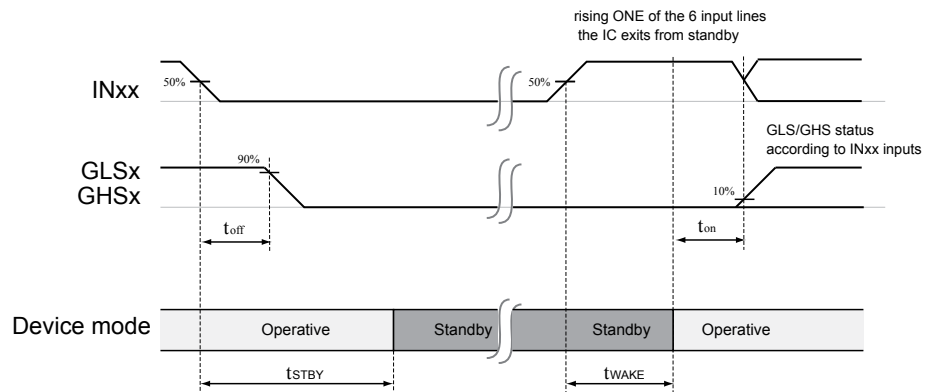 rising ONE of the 6 input lines
the IC exits from standby
INxx
50%
50%
GLS/GHS status
according to INxx inputs
GLSx
GHSx
90%
10%
toff
ton
Device mode
Operative
Standby
Standby
Operative
tSTBY
tWAKE